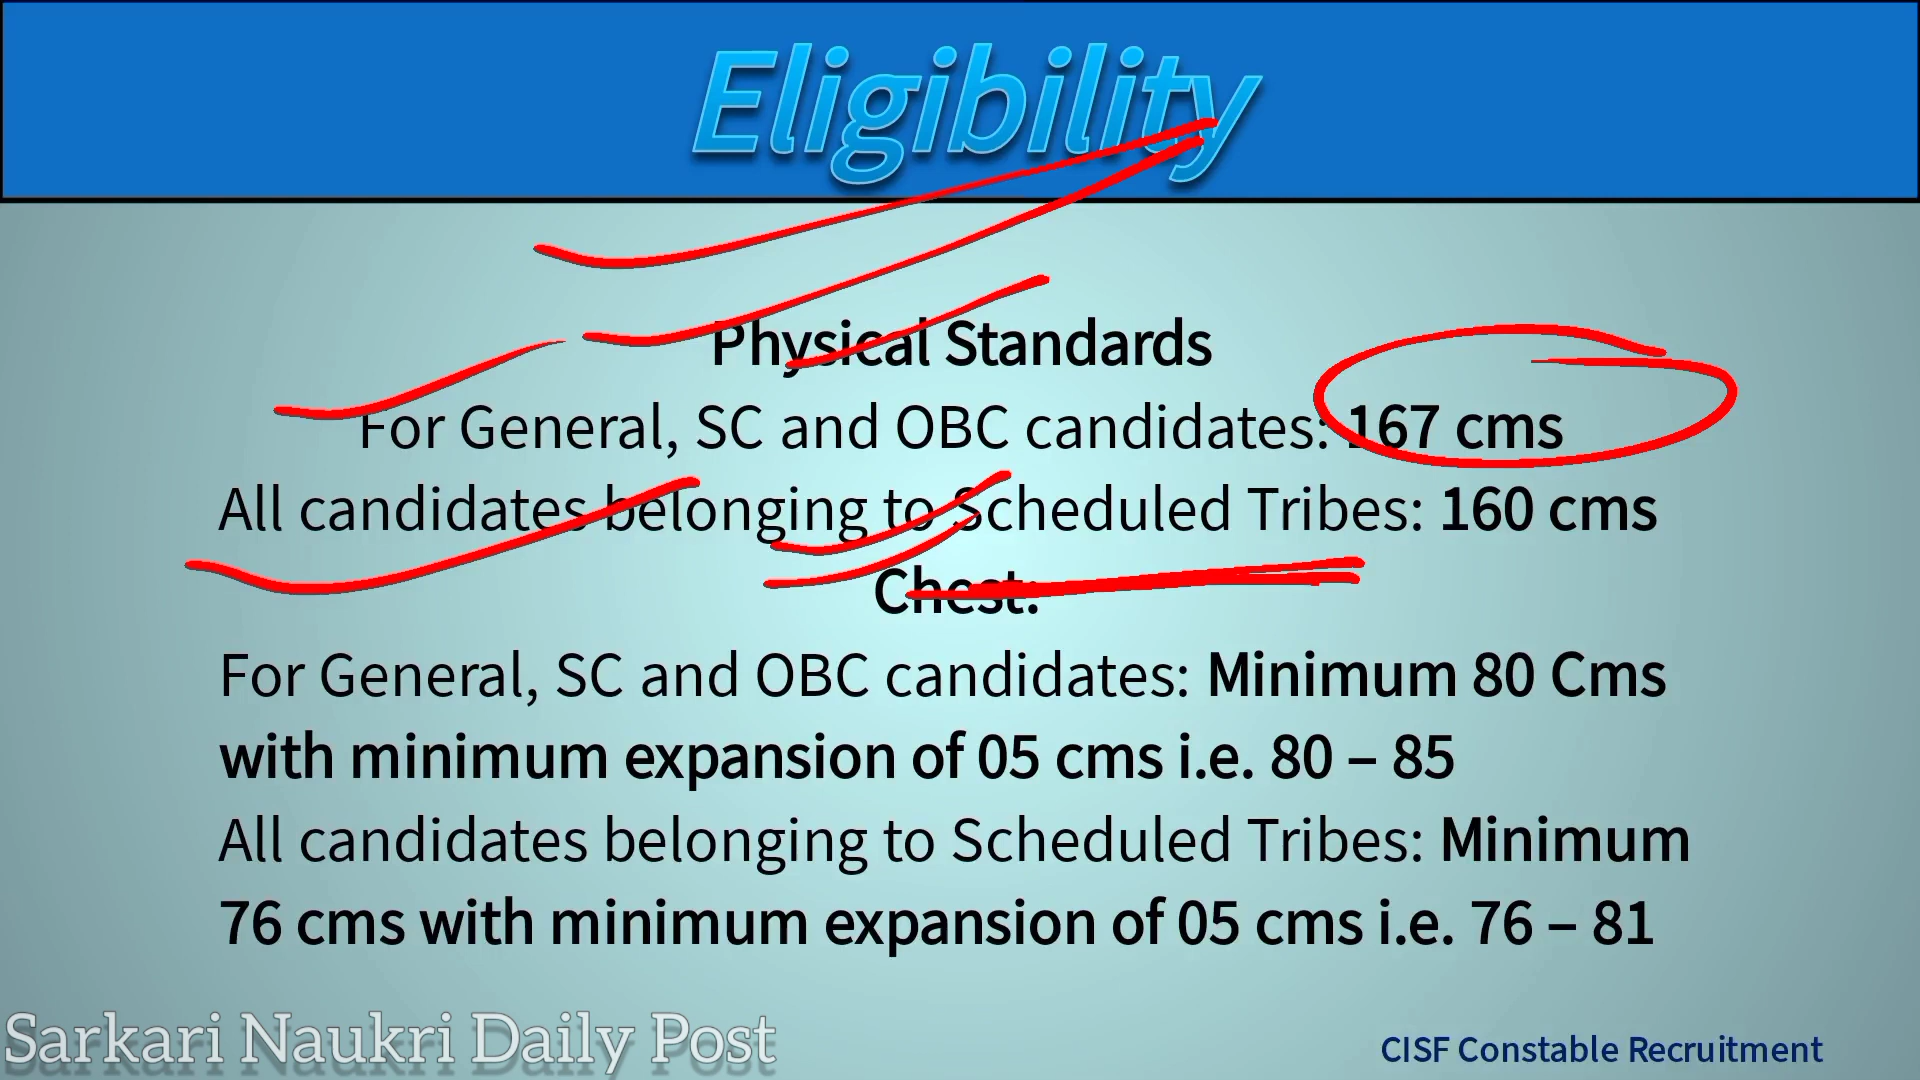 Eligibility
Physical Standards
For General, SC and OBC candidates: 167 cms
All candidates belonging to Scheduled Tribes: 160 cms
Chest:
For General, SC and OBC candidates: Minimum 80 Cms
with minimum expansion of 05 cms i.e. 80 – 85
All candidates belonging to Scheduled Tribes: Minimum
76 cms with minimum expansion of 05 cms i.e. 76 – 81
Sarkari Naukri Daily Post
CISF Constable Recruitment